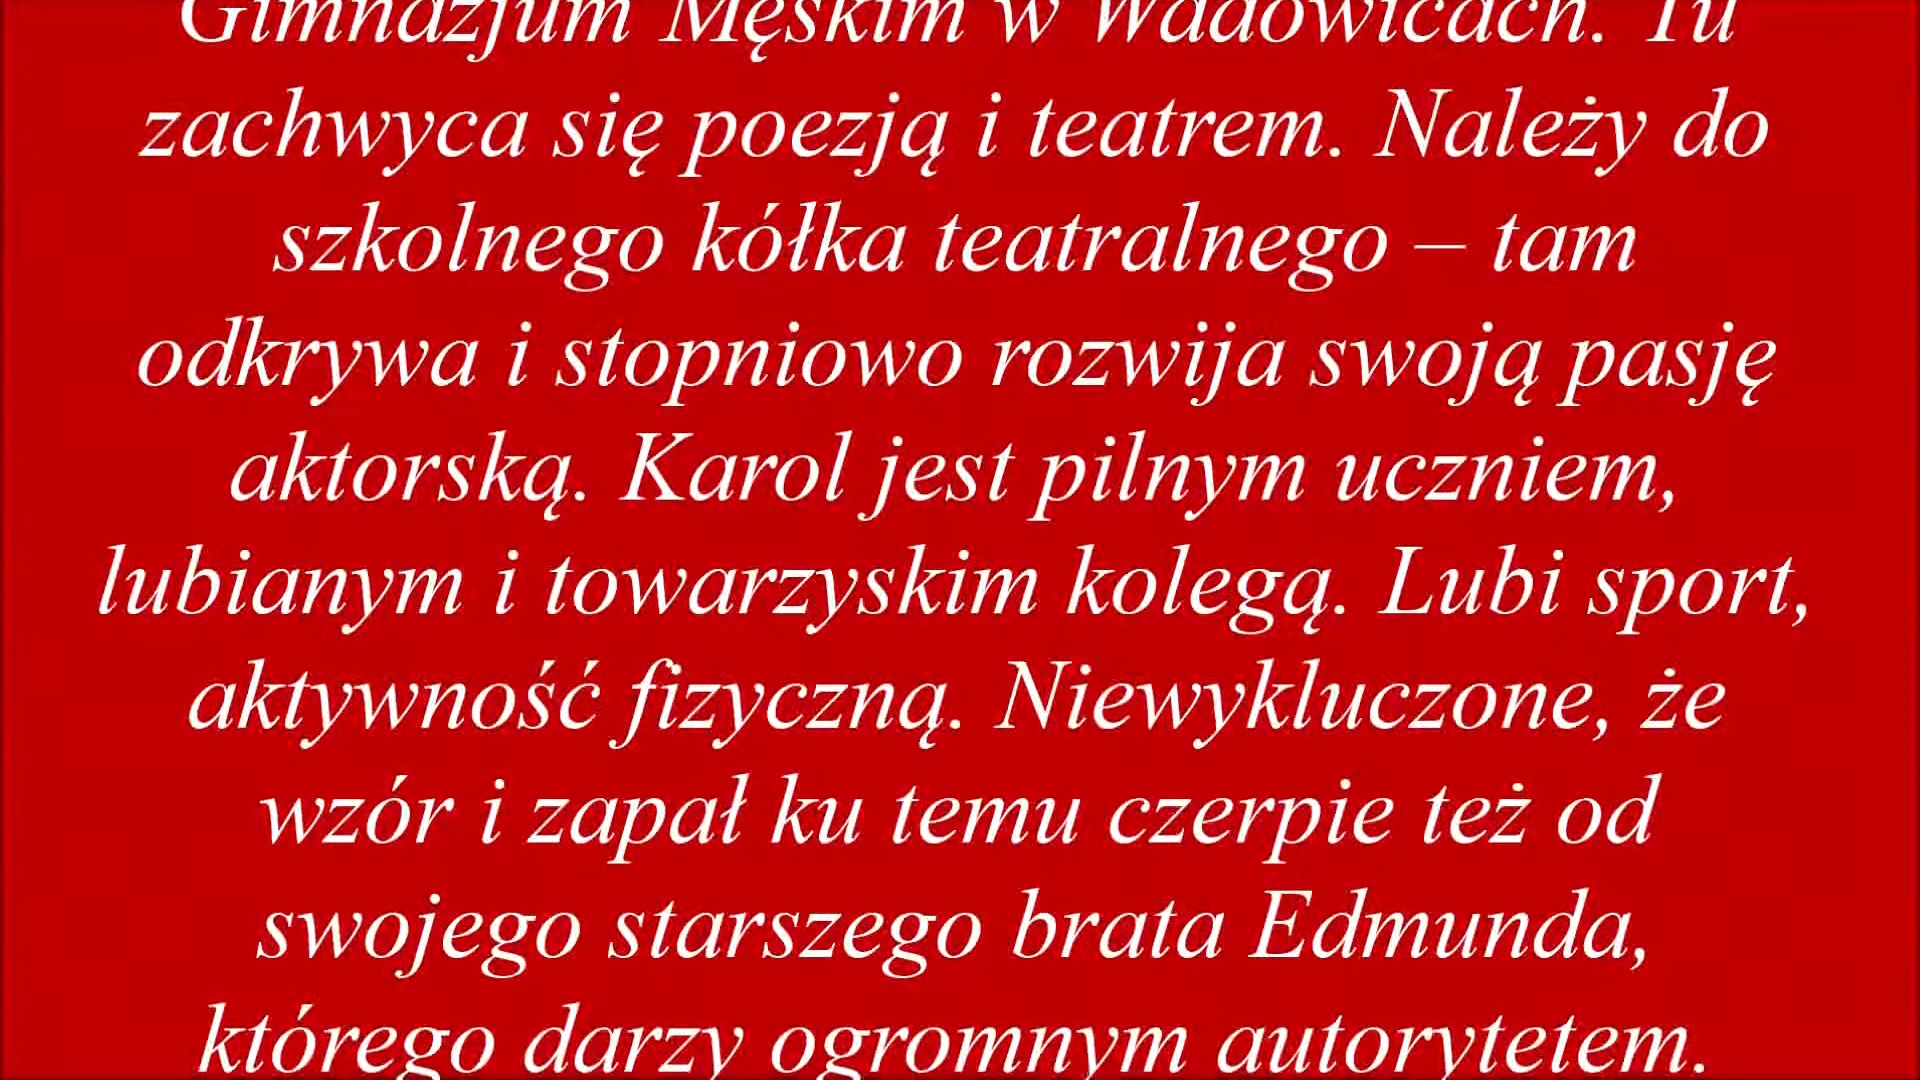 Gimnazjum Męskim w Wadowicach. Tu
zachwyca się poezją i teatrem. Należy do
szkolnego kółka teatralnego – tam
odkrywa i stopniowo rozwija swoją pasję
aktorską. Karol jest pilnym uczniem,
lubianym i towarzyskim kolegą. Lubi sport,
aktywność fizyczną. Niewykluczone, że
wzór i zapał ku temu czerpie też od
swojego starszego brata Edmunda,
którego darzy ogromnym autorytetem.